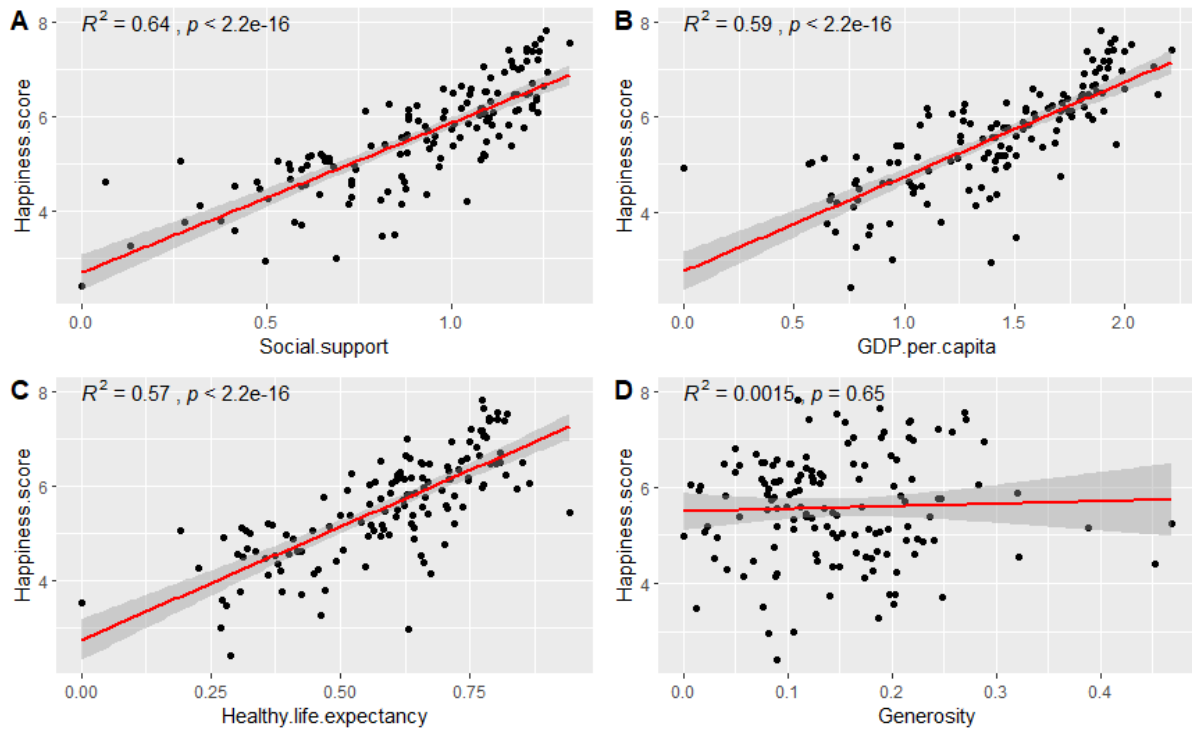 A
R² = 0.64 , p < 2.2e-16
8
6
4
Happiness.score
0.0 0.5 1.0
Social.support
B
R² = 0.59 , p < 2.2e-16
8
6
4
Happiness.score
0.0 0.5 1.0 1.5 2.0
GDP.per.capita
C
R² = 0.57 , p < 2.2e-16
8
6
4
Happiness.score
0.00 0.25 0.50 0.75
Healthy.life.expectancy
D
R² = 0.0015 , p = 0.65
8
6
4
Happiness.score
0.0 0.1 0.2 0.3 0.4
Generosity